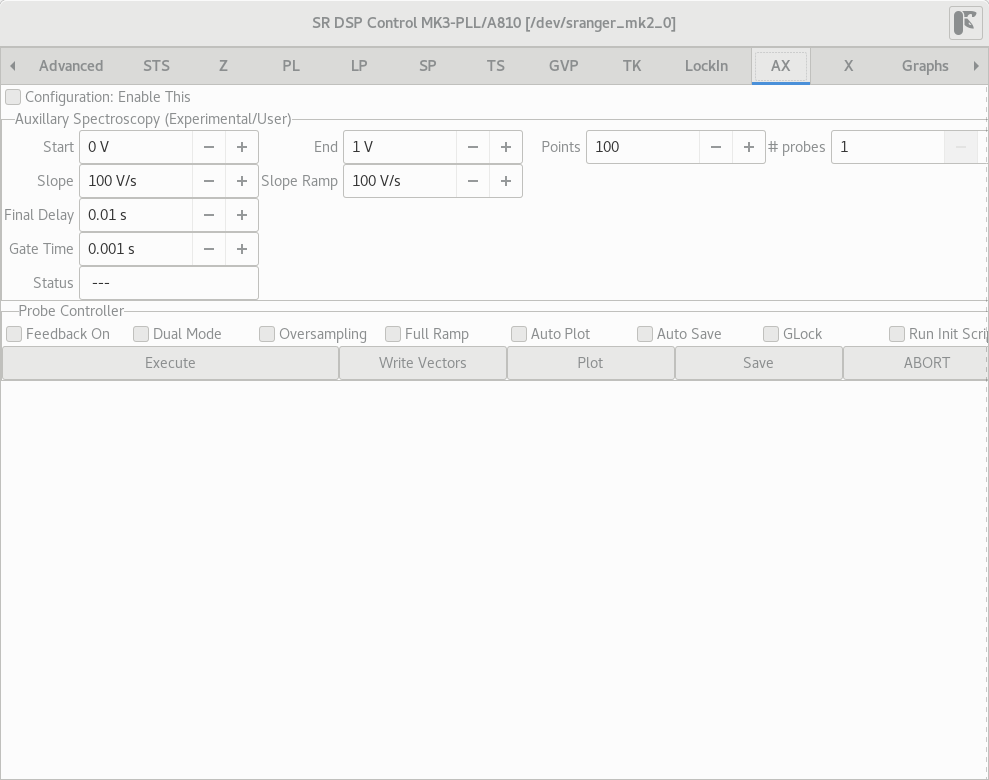 SR DSP Control MK3-PLL/A810 [/dev/sranger_mk2_0]
Advanced STS Z PL LP SP TS GVP TK LockIn AX X Graphs
Configuration: Enable This
Auxillary Spectroscopy (Experimental/User)
Start 0 V End 1 V Points 100 # probes 1
Slope 100 V/s Slope Ramp 100 V/s
Final Delay 0.01 s
Gate Time 0.001 s
Status ---
Probe Controller
Feedback On Dual Mode Oversampling Full Ramp Auto Plot Auto Save GLock Run Init Scri
Execute Write Vectors Plot Save ABORT